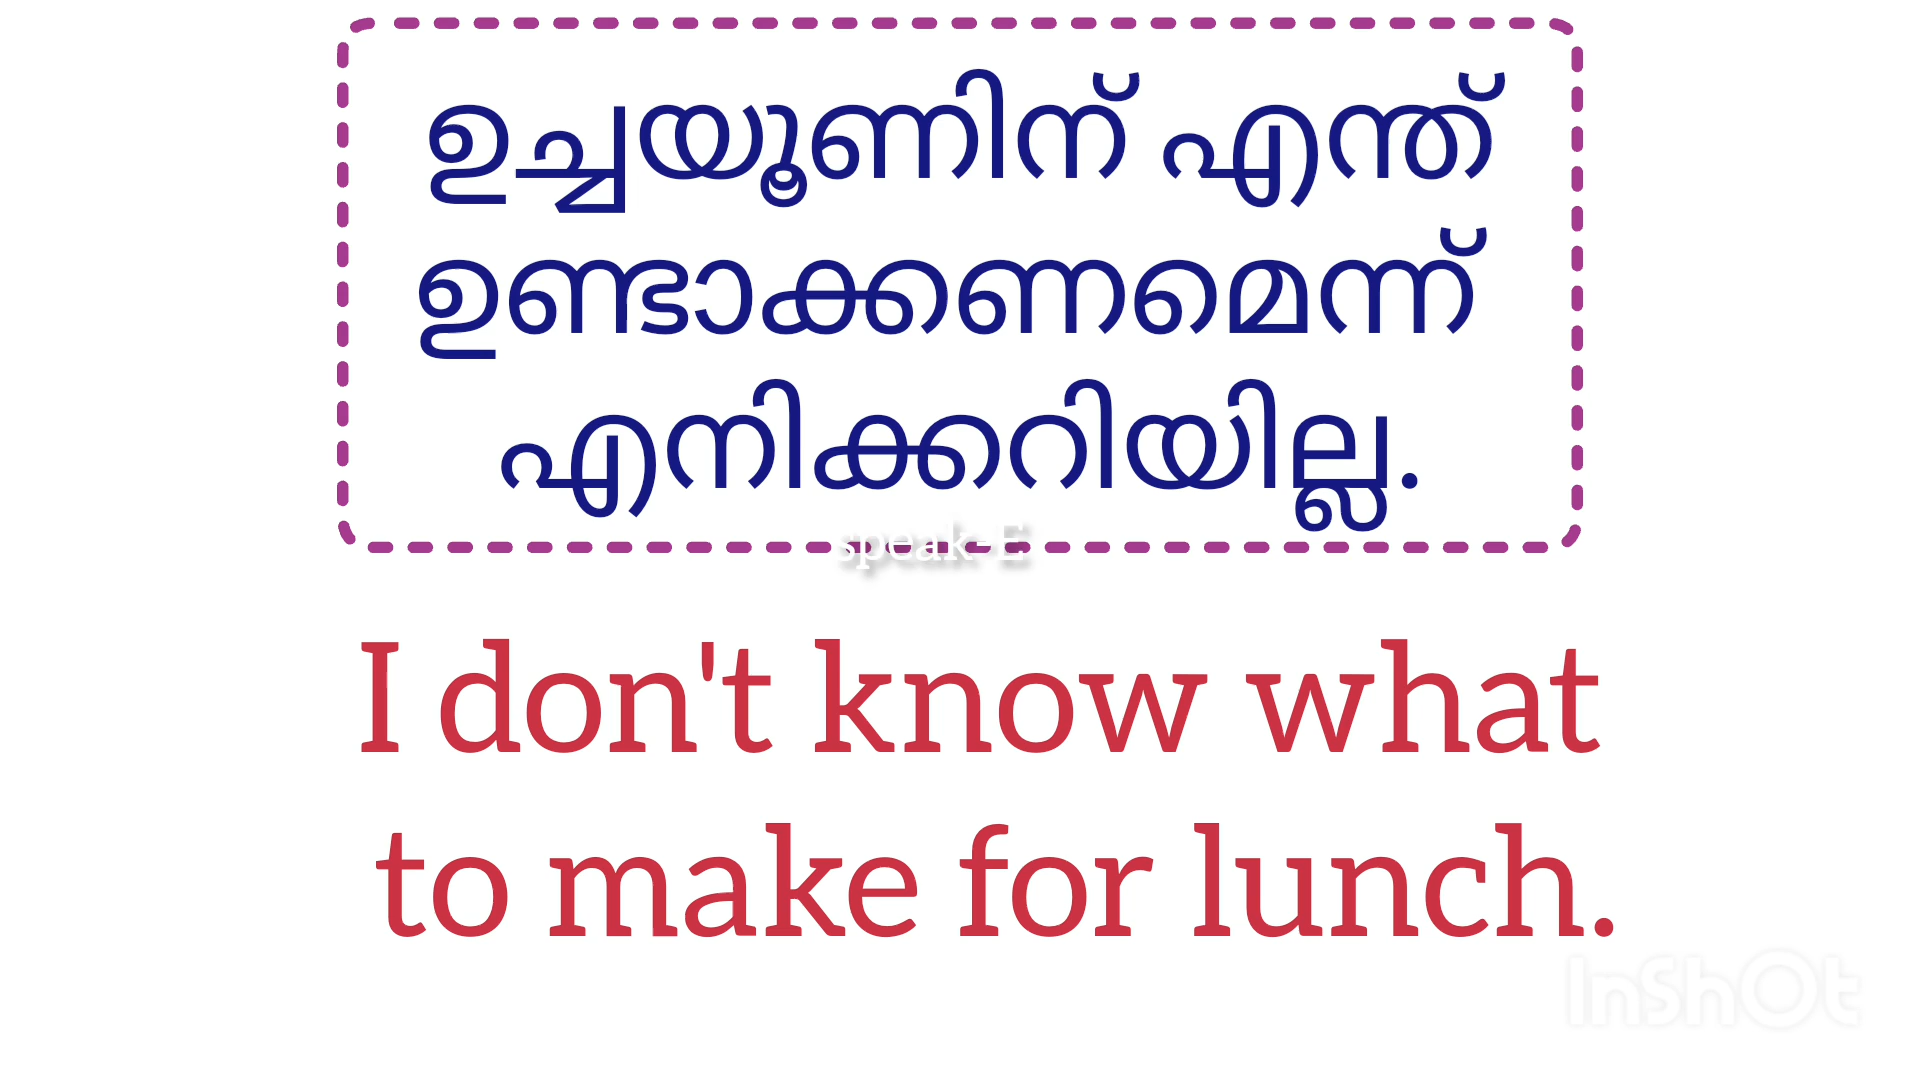 ഉച്ചയൂണിന് എന്ത്
ഉണ്ടാക്കണമെന്ന്
എനിക്കറിയില്ല.
speak-E
I don't know what
to make for lunch.
InShOt